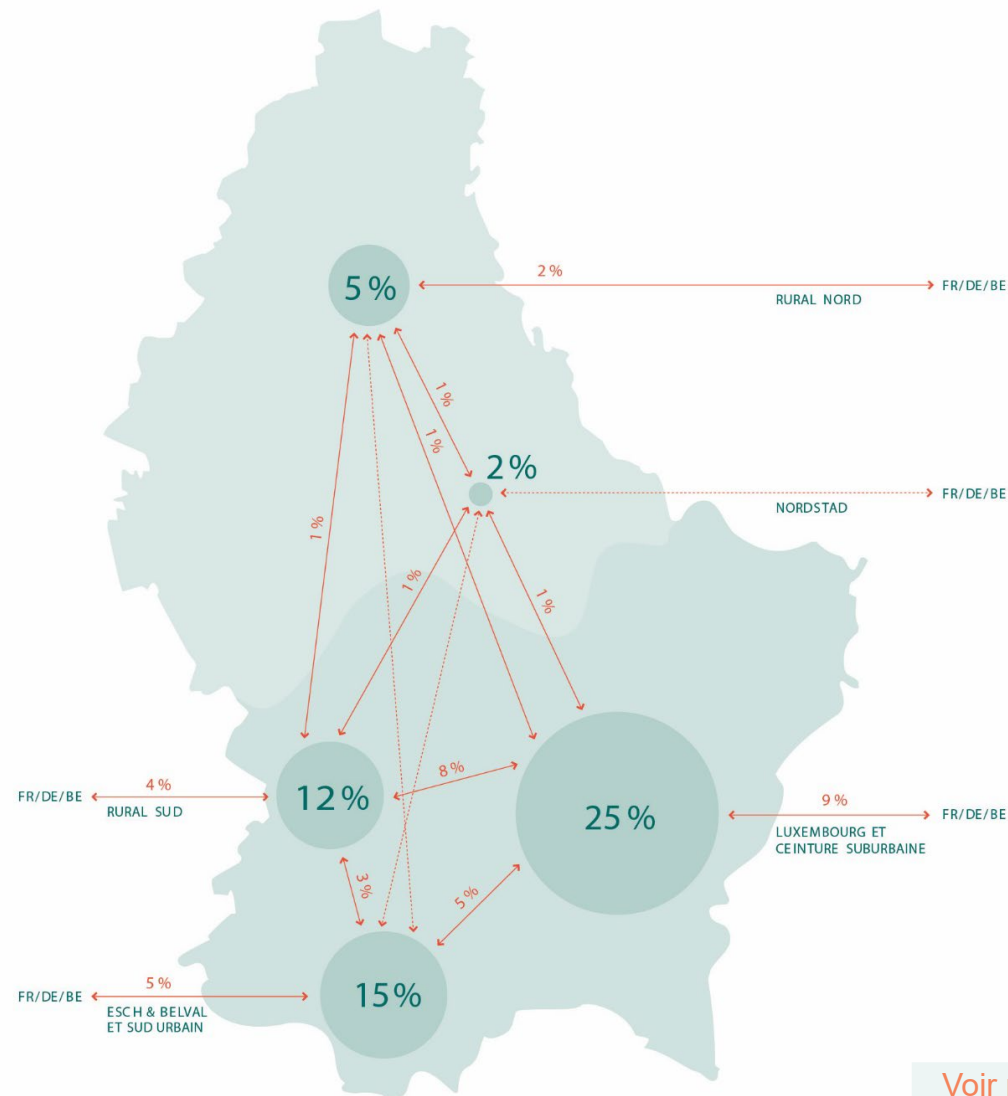 5 %
2 %
FR/DE/BE
RURAL NORD
1 %
1 %
2 %
FR/DE/BE
NORDSTAD
1 %
1 %
1 %
FR/DE/BE
4 %
RURAL SUD
12 %
8 %
25 %
9 %
FR/DE/BE
LUXEMBOURG ET
CEINTURE SUBURBAINE
3 %
5 %
FR/DE/BE
5 %
ESCH & BELVAL
ET SUD URBAIN
15 %
Voir